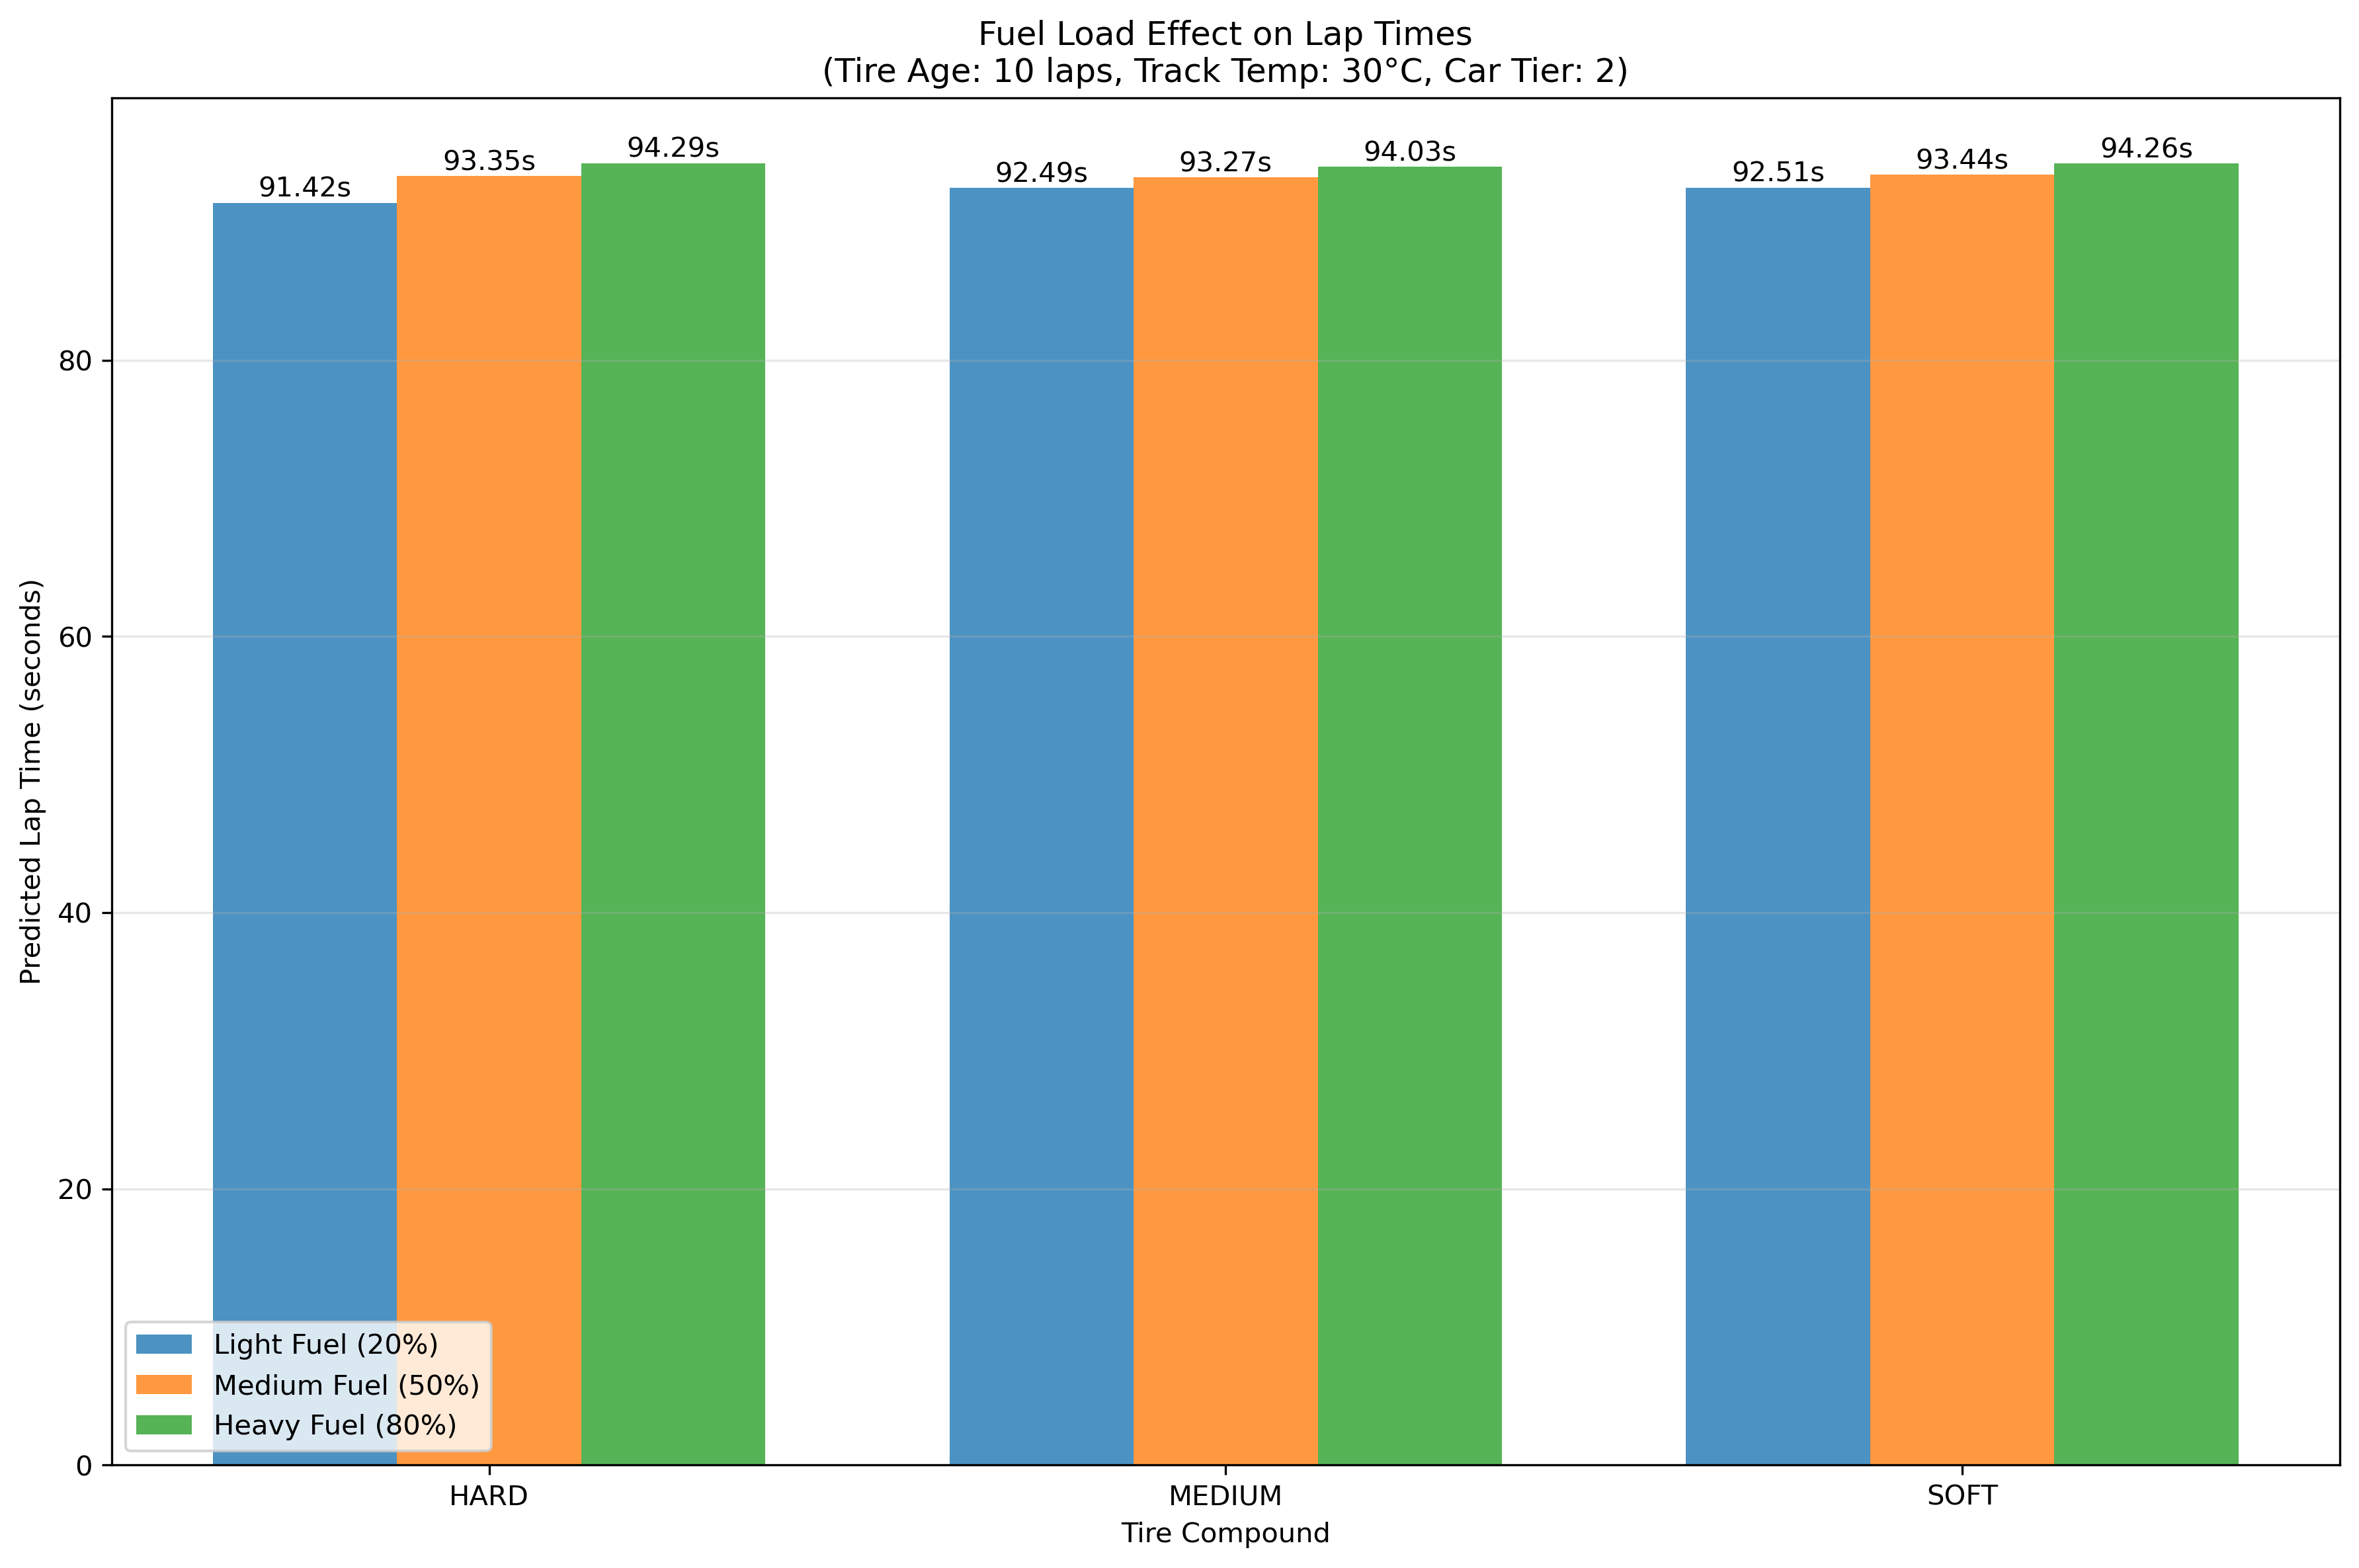 Fuel Load Effect on Lap Times
(Tire Age: 10 laps, Track Temp: 30°C, Car Tier: 2)
91.42s
93.35s
94.29s
92.49s
93.27s
94.03s
92.51s
93.44s
94.26s
80
60
40
20
0
Predicted Lap Time (seconds)
Light Fuel (20%)
Medium Fuel (50%)
Heavy Fuel (80%)
HARD
MEDIUM
SOFT
Tire Compound